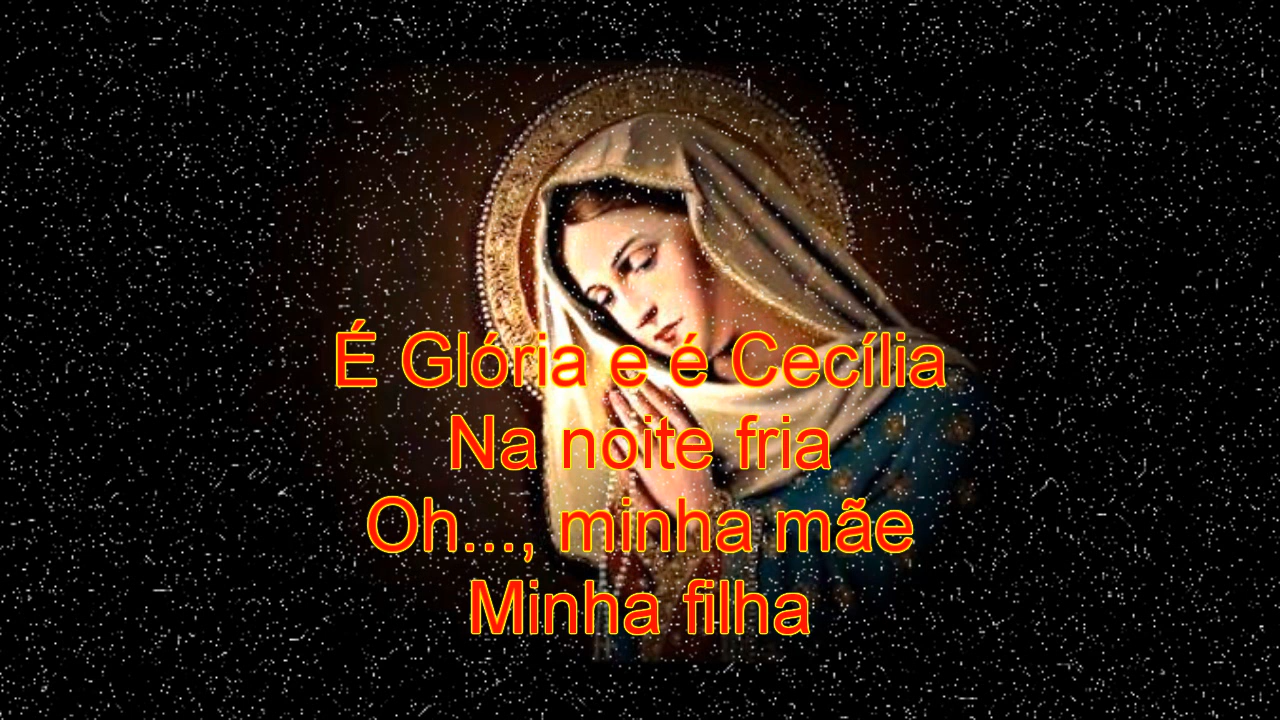 É Glória e é Cecília
Na noite fria
Oh..., minha mãe
Minha filha